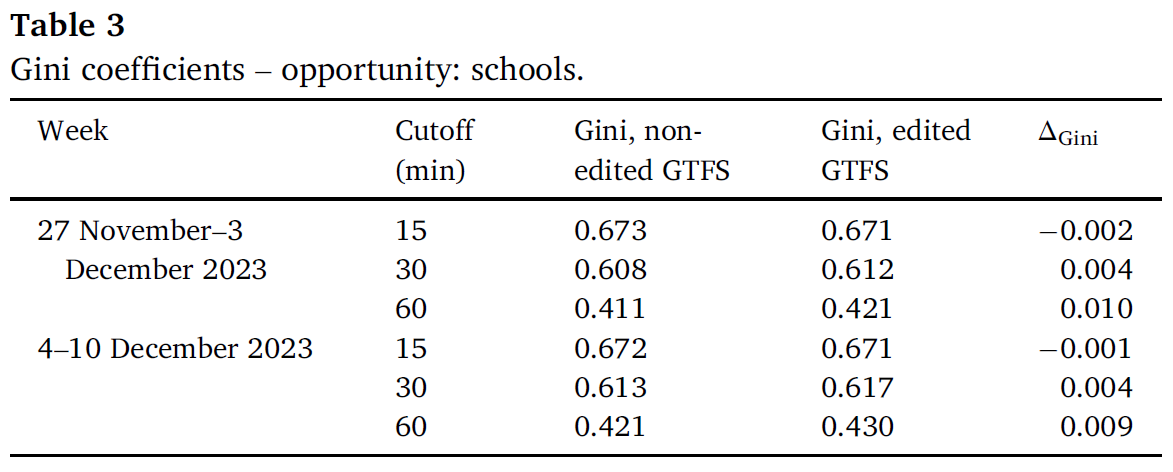 Table 3
Gini coefficients – opportunity: schools.
Week Cutoff (min) Gini, non-edited GTFS Gini, edited GTFS ΔGini
27 November–3 December 2023 15 0.673 0.671 −0.002
30 0.608 0.612 0.004
60 0.411 0.421 0.010
4–10 December 2023 15 0.672 0.671 −0.001
30 0.613 0.617 0.004
60 0.421 0.430 0.009